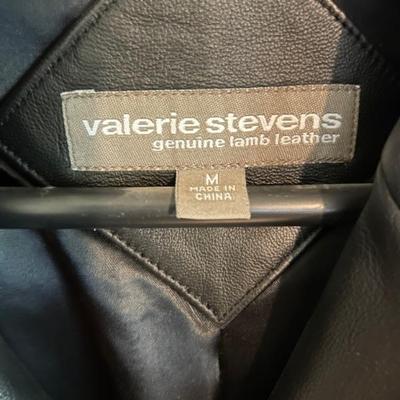 valerie stevens
genuine lamb leather
M
MADE IN
CHINA